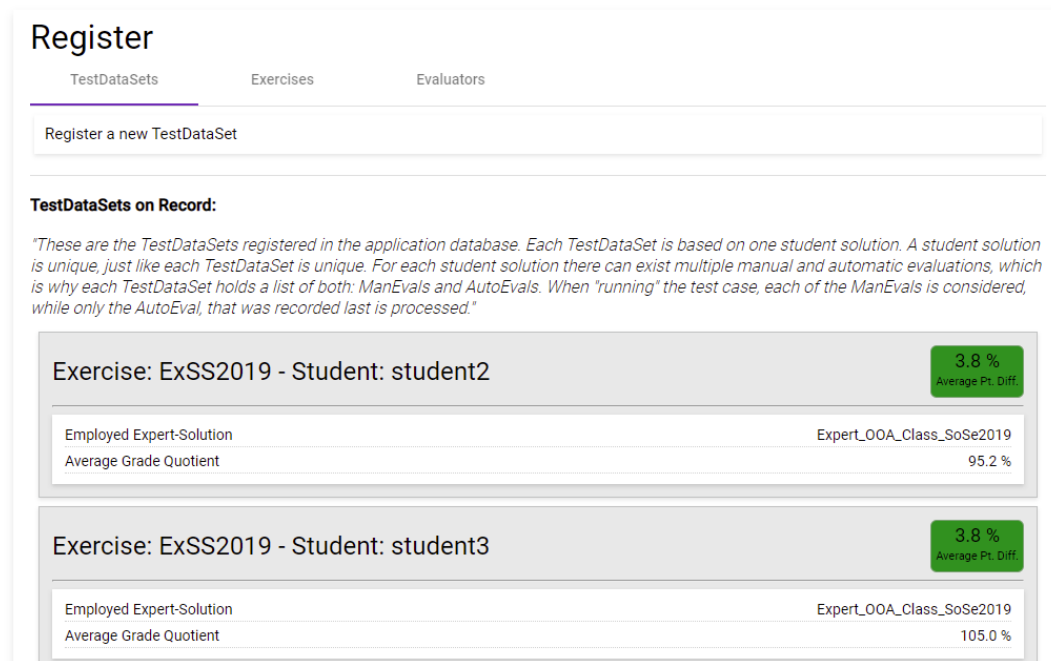 Register
TestDataSets Exercises Evaluators
Register a new TestDataSet
TestDataSets on Record:
"These are the TestDataSets registered in the application database. Each TestDataSet is based on one student solution. A student solution
is unique, just like each TestDataSet is unique. For each student solution there can exist multiple manual and automatic evaluations, which
is why each TestDataSet holds a list of both: ManEvals and AutoEvals. When "running" the test case, each of the ManEvals is considered,
while only the AutoEval, that was recorded last is processed."
Exercise: ExSS2019 - Student: student2
3.8 %
Average Pt. Diff.
Employed Expert-Solution Expert_OOA_Class_SoSe2019
Average Grade Quotient 95.2 %
Exercise: ExSS2019 - Student: student3
3.8 %
Average Pt. Diff.
Employed Expert-Solution Expert_OOA_Class_SoSe2019
Average Grade Quotient 105.0 %